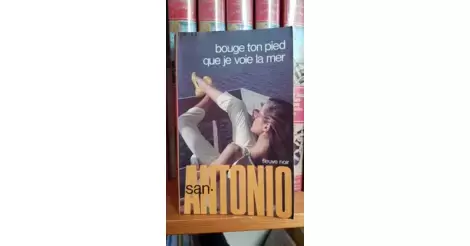 bouge ton pied
que je voie la mer
fleuve noir
san-
ANTONIO